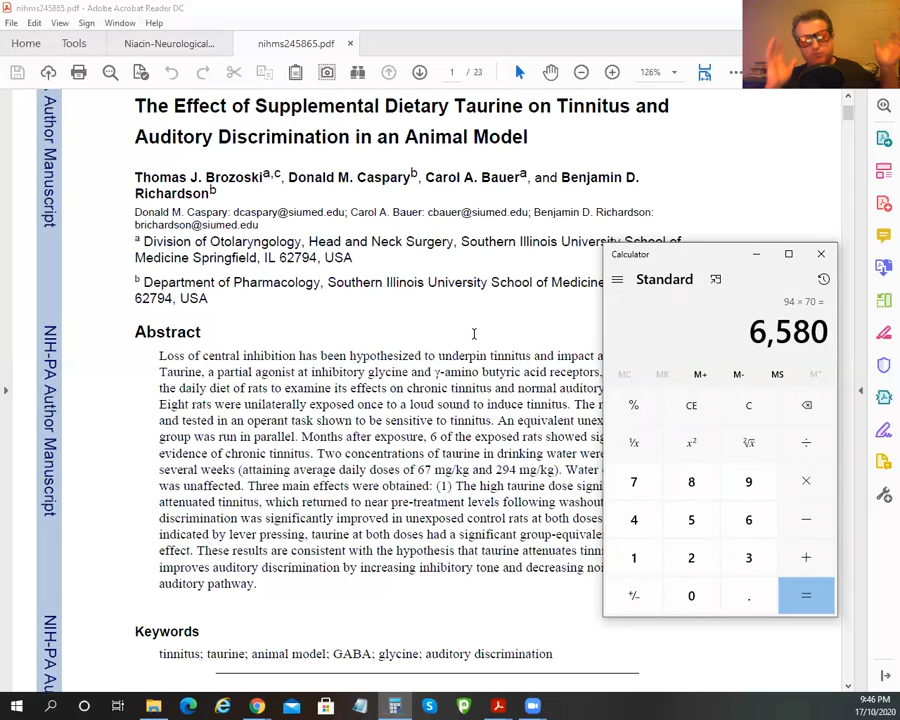 nihms245865.pdf - Adobe Acrobat Reader DC
File Edit View Sign Window Help
Home Tools Niacin-Neurological... nihms245865.pdf ×
1 / 23 126%
NIH-PA Author Manuscript
NIH-PA Author Manuscript
NI
The Effect of Supplemental Dietary Taurine on Tinnitus and
Auditory Discrimination in an Animal Model
Thomas J. Brozoskia,c, Donald M. Casparyb, Carol A. Bauera, and Benjamin D.
Richardsonb
Donald M. Caspary: dcaspary@siumed.edu; Carol A. Bauer: cbauer@siumed.edu; Benjamin D. Richardson:
brichardson@siumed.edu
a Division of Otolaryngology, Head and Neck Surgery, Southern Illinois University School of
Medicine Springfield, IL 62794, USA
b Department of Pharmacology, Southern Illinois University School of Medicine
62794, USA
Abstract
Loss of central inhibition has been hypothesized to underpin tinnitus and impact a
Taurine, a partial agonist at inhibitory glycine and γ-amino butyric acid receptors,
the daily diet of rats to examine its effects on chronic tinnitus and normal auditory
Eight rats were unilaterally exposed once to a loud sound to induce tinnitus. The r
and tested in an operant task shown to be sensitive to tinnitus. An equivalent unex
group was run in parallel. Months after exposure, 6 of the exposed rats showed sig
evidence of chronic tinnitus. Two concentrations of taurine in drinking water were
several weeks (attaining average daily doses of 67 mg/kg and 294 mg/kg). Water
was unaffected. Three main effects were obtained: (1) The high taurine dose signi
attenuated tinnitus, which returned to near pre-treatment levels following washout
discrimination was significantly improved in unexposed control rats at both doses
indicated by lever pressing, taurine at both doses had a significant group-equivale
effect. These results are consistent with the hypothesis that taurine attenuates tinni
improves auditory discrimination by increasing inhibitory tone and decreasing noi
auditory pathway.
Keywords
tinnitus; taurine; animal model; GABA; glycine; auditory discrimination
Calculator
Standard
94 × 70 =
6,580
MC MR M+ M- MS M˅
% CE C
¹/x x² ²√x ÷
7 8 9 ×
4 5 6 −
1 2 3 +
+/− 0 . =
9:46 PM
17/10/2020